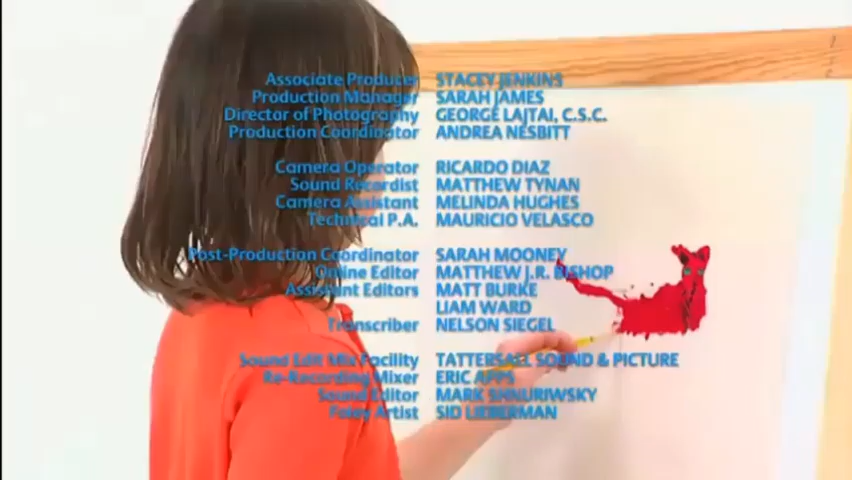 Associate Producer STACEY JENKINS
Production Manager SARAH JAMES
Director of Photography GEORGE LAJTAI, C.S.C.
Production Coordinator ANDREA NESBITT
Camera Operator RICARDO DIAZ
Sound Recordist MATTHEW TYNAN
Camera Assistant MELINDA HUGHES
Technical P.A. MAURICIO VELASCO
Post-Production Coordinator SARAH MOONEY
Online Editor MATTHEW J.R. BISHOP
Assistant Editors MATT BURKE
LIAM WARD
Transcriber NELSON SIEGEL
Sound Edit Mix Facility TATTERSALL SOUND & PICTURE
Re-Recording Mixer ERIC APPS
Sound Editor MARK SHNURIWSKY
Foley Artist SID LIEBERMAN